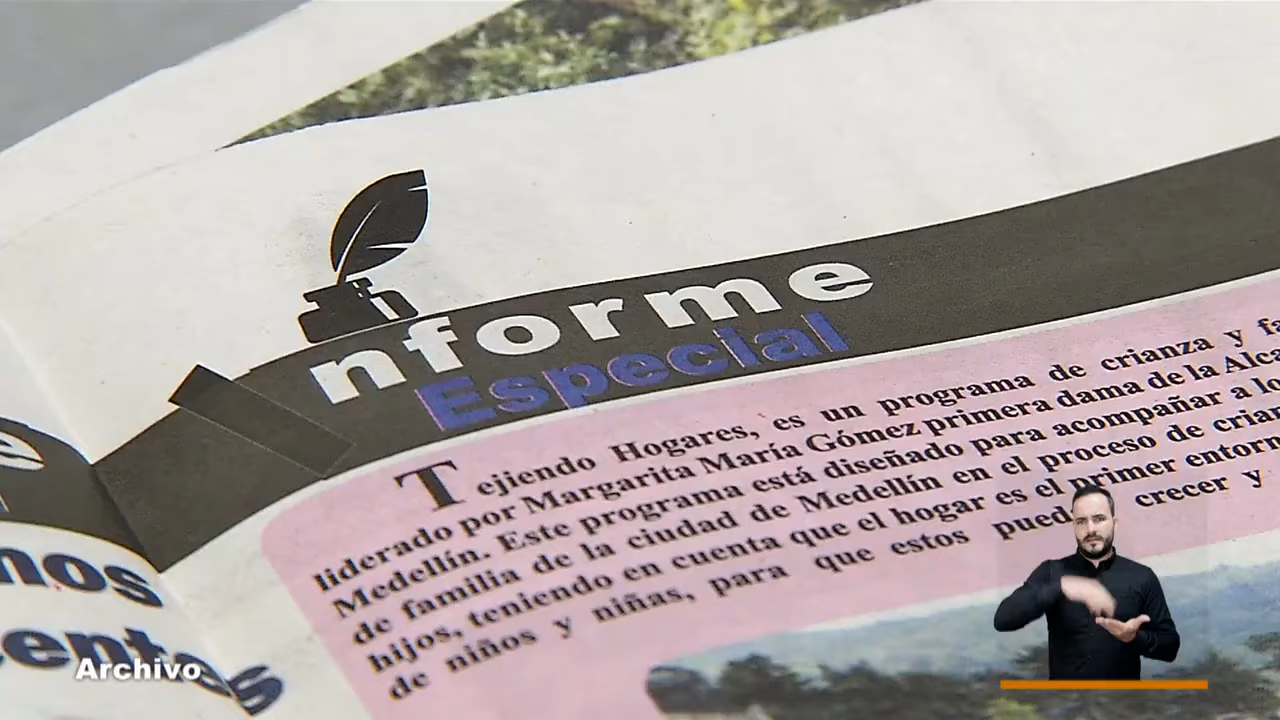 nforme
Especial
Tejiendo Hogares, es un programa de crianza y fa
liderado por Margarita María Gómez primera dama de la Alca
Medellín. Este programa está diseñado para acompañar a lo
de familia de la ciudad de Medellín en el proceso de crian
hijos, teniendo en cuenta que el hogar es el primer entorn
de niños y niñas, para que estos pued crecer y
mos
centes
Archivo